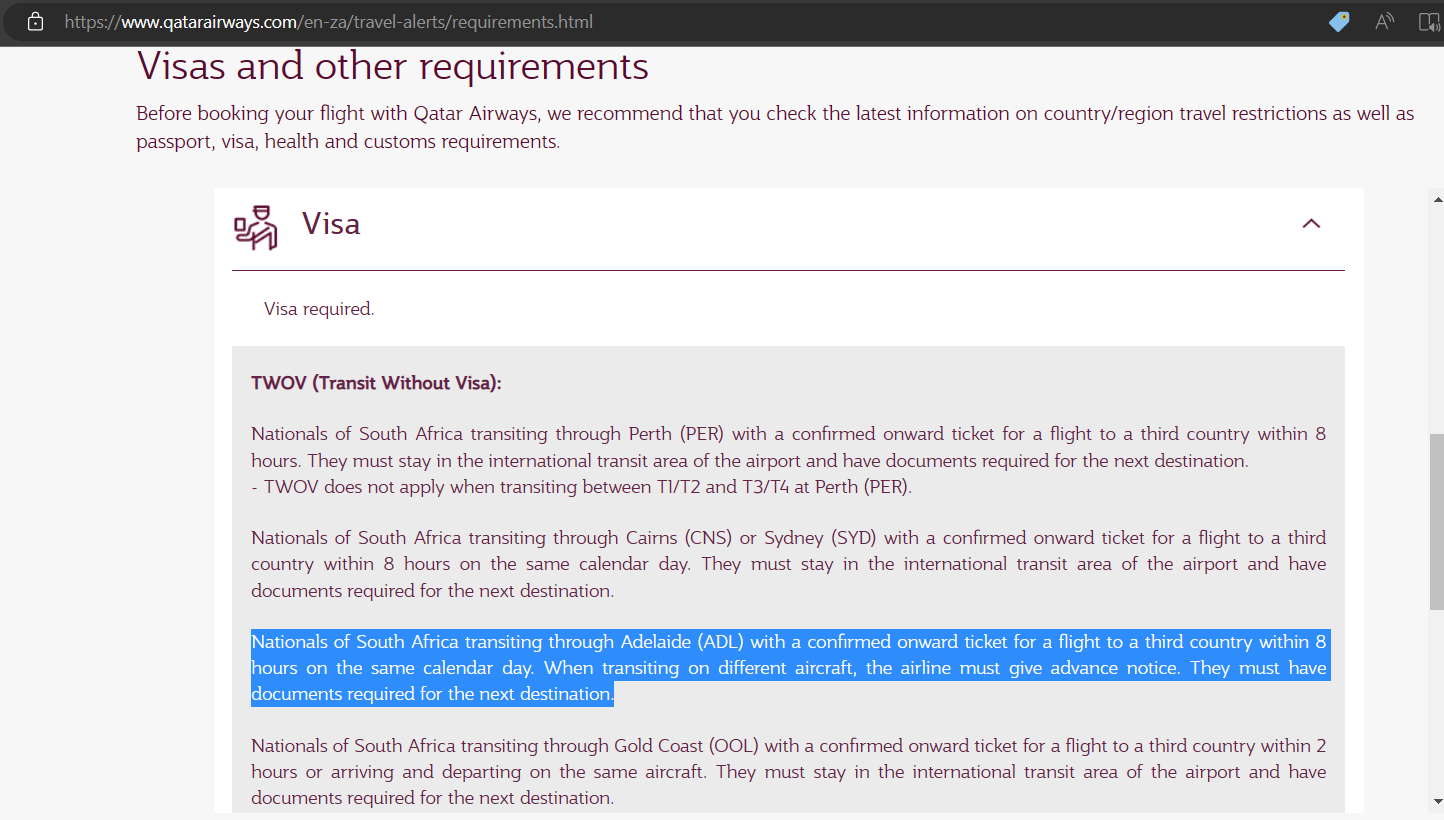 https://www.qatarairways.com/en-za/travel-alerts/requirements.html
Visas and other requirements
Before booking your flight with Qatar Airways, we recommend that you check the latest information on country/region travel restrictions as well as
passport, visa, health and customs requirements.
Visa
Visa required.
TWOV (Transit Without Visa):
Nationals of South Africa transiting through Perth (PER) with a confirmed onward ticket for a flight to a third country within 8
hours. They must stay in the international transit area of the airport and have documents required for the next destination.
- TWOV does not apply when transiting between T1/T2 and T3/T4 at Perth (PER).
Nationals of South Africa transiting through Cairns (CNS) or Sydney (SYD) with a confirmed onward ticket for a flight to a third
country within 8 hours on the same calendar day. They must stay in the international transit area of the airport and have
documents required for the next destination.
Nationals of South Africa transiting through Adelaide (ADL) with a confirmed onward ticket for a flight to a third country within 8
hours on the same calendar day. When transiting on different aircraft, the airline must give advance notice. They must have
documents required for the next destination.
Nationals of South Africa transiting through Gold Coast (OOL) with a confirmed onward ticket for a flight to a third country within 2
hours or arriving and departing on the same aircraft. They must stay in the international transit area of the airport and have
documents required for the next destination.